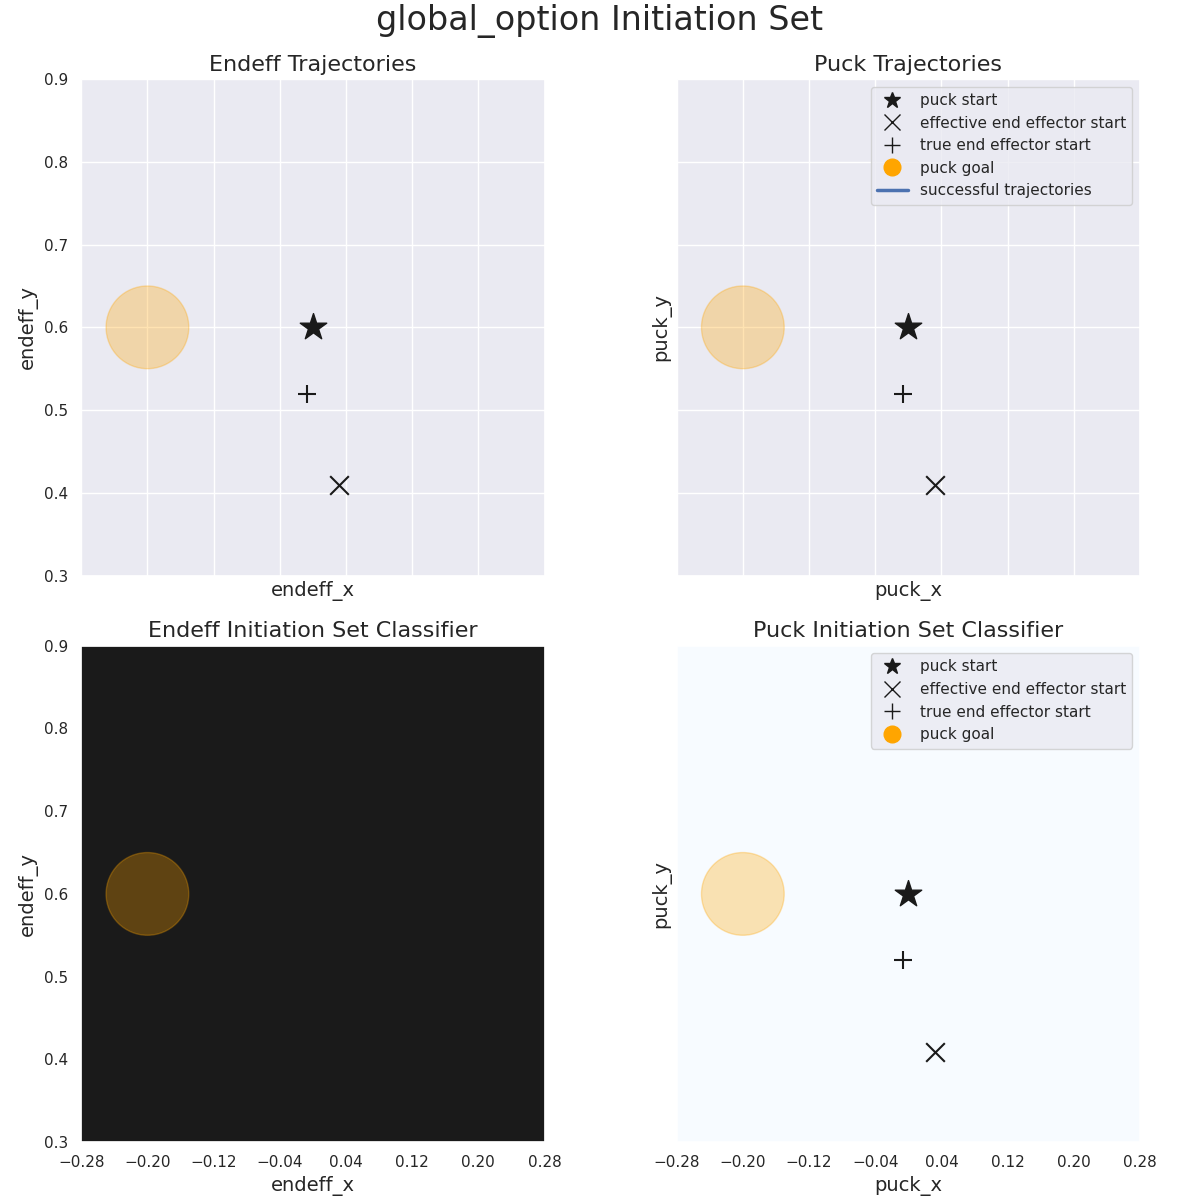 global_option Initiation Set
Endeff Trajectories
0.9
0.8
0.7
0.6
0.5
0.4
0.3
endeff_y
endeff_x
Puck Trajectories
puck start
effective end effector start
true end effector start
puck goal
successful trajectories
puck_y
puck_x
Endeff Initiation Set Classifier
0.9
0.8
0.7
0.6
0.5
0.4
0.3
endeff_y
−0.28 −0.20 −0.12 −0.04 0.04 0.12 0.20 0.28
endeff_x
Puck Initiation Set Classifier
puck start
effective end effector start
true end effector start
puck goal
puck_y
−0.28 −0.20 −0.12 −0.04 0.04 0.12 0.20 0.28
puck_x